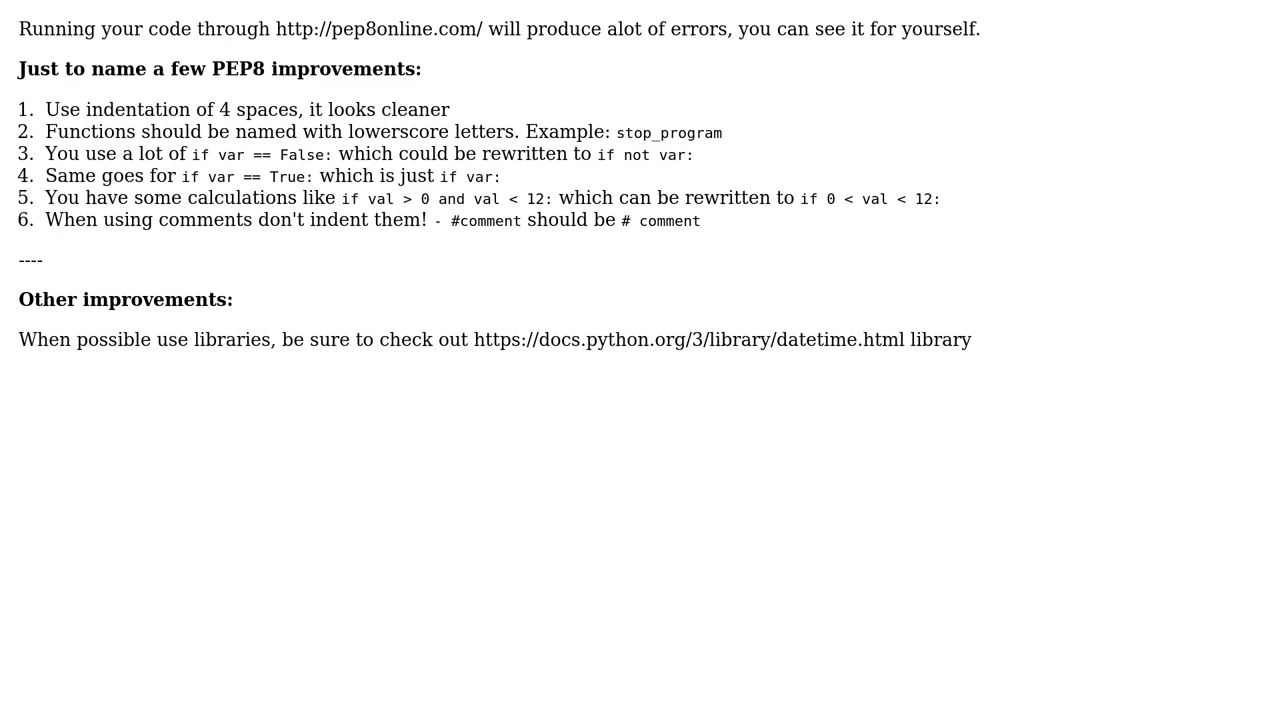 Running your code through http://pep8online.com/ will produce alot of errors, you can see it for yourself.
Just to name a few PEP8 improvements:
1. Use indentation of 4 spaces, it looks cleaner
2. Functions should be named with lowerscore letters. Example: stop_program
3. You use a lot of if var == False: which could be rewritten to if not var:
4. Same goes for if var == True: which is just if var:
5. You have some calculations like if val > 0 and val < 12: which can be rewritten to if 0 < val < 12:
6. When using comments don't indent them! - #comment should be # comment
----
Other improvements:
When possible use libraries, be sure to check out https://docs.python.org/3/library/datetime.html library